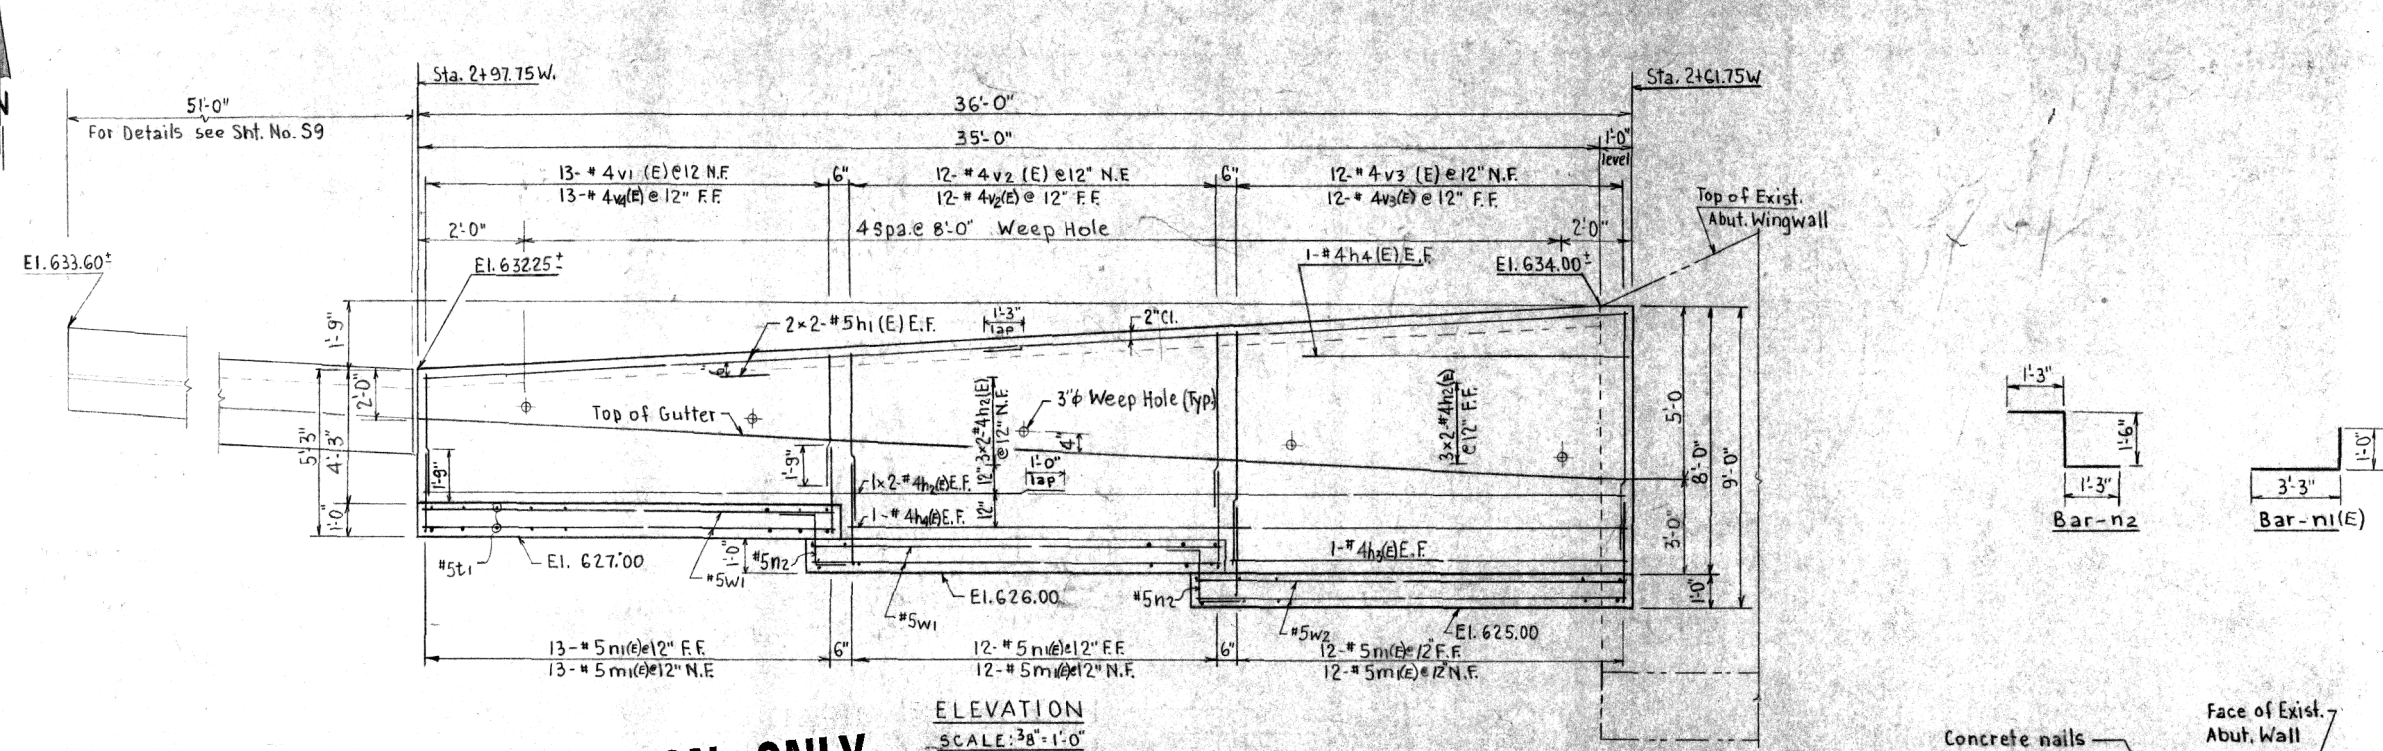 N
Sta. 2+97.75W.
Sta. 2+61.75W
51'-0"
For Details see Sht. No. S9
36'-0"
35'-0"
1'-0"
level
13-#4v1 (E)@12 N.F.
13-#4v4(E)@12" F.F.
6"
12-#4v2 (E)@12" N.F
12-#4v2(E)@12" F.F.
6"
12-#4v3 (E)@12" N.F.
12-#4v3(E)@12" F.F.
2'-0"
4 Spa.@ 8'-0" Weep Hole
2'-0"
Top of Exist.
Abut. Wingwall
El. 633.60±
El. 632.25±
1-#4h4(E)E.F.
El. 634.00±
1'-9"
2×2-#5h1(E) E.F.
1'-3"
Lap
2"Cl.
5'-3"
4'-3"
2'-0"
6"
Top of Gutter
3"φ Weep Hole (Typ)
4"
3×2-#4h2(E)
@12" N.F.
12"
3×2-#4h2(E)
@12" F.F.
5'-0
8'-0"
9'-0"
3'-0"
1'-9"
1'-9"
1×2-#4h2(E)E.F.
1'-0"
Lap
1-#4h4(E)E.F.
12"
1'-0"
1-#4h3(E)E.F.
#5t1
El. 627.00
#5w1
1'-0"
#5n2
El. 626.00
#5w1
#5n2
1'-0"
#5w2
El. 625.00
13-#5n1(E)@12" F.F.
13-#5m1(E)@12" N.F.
6"
12-#5n1(E)@12" F.F
12-#5m1(E)@12" N.F.
6"
12-#5m(E)@12" F.F.
12-#5m1(E)@12" N.F.
ELEVATION
SCALE: 3/8"=1'-0"
1'-3"
1'-6"
1'-3"
Bar-n2
3'-3"
1'-0"
Bar-n1(E)
Concrete nails
Face of Exist.
Abut. Wall
ONLY